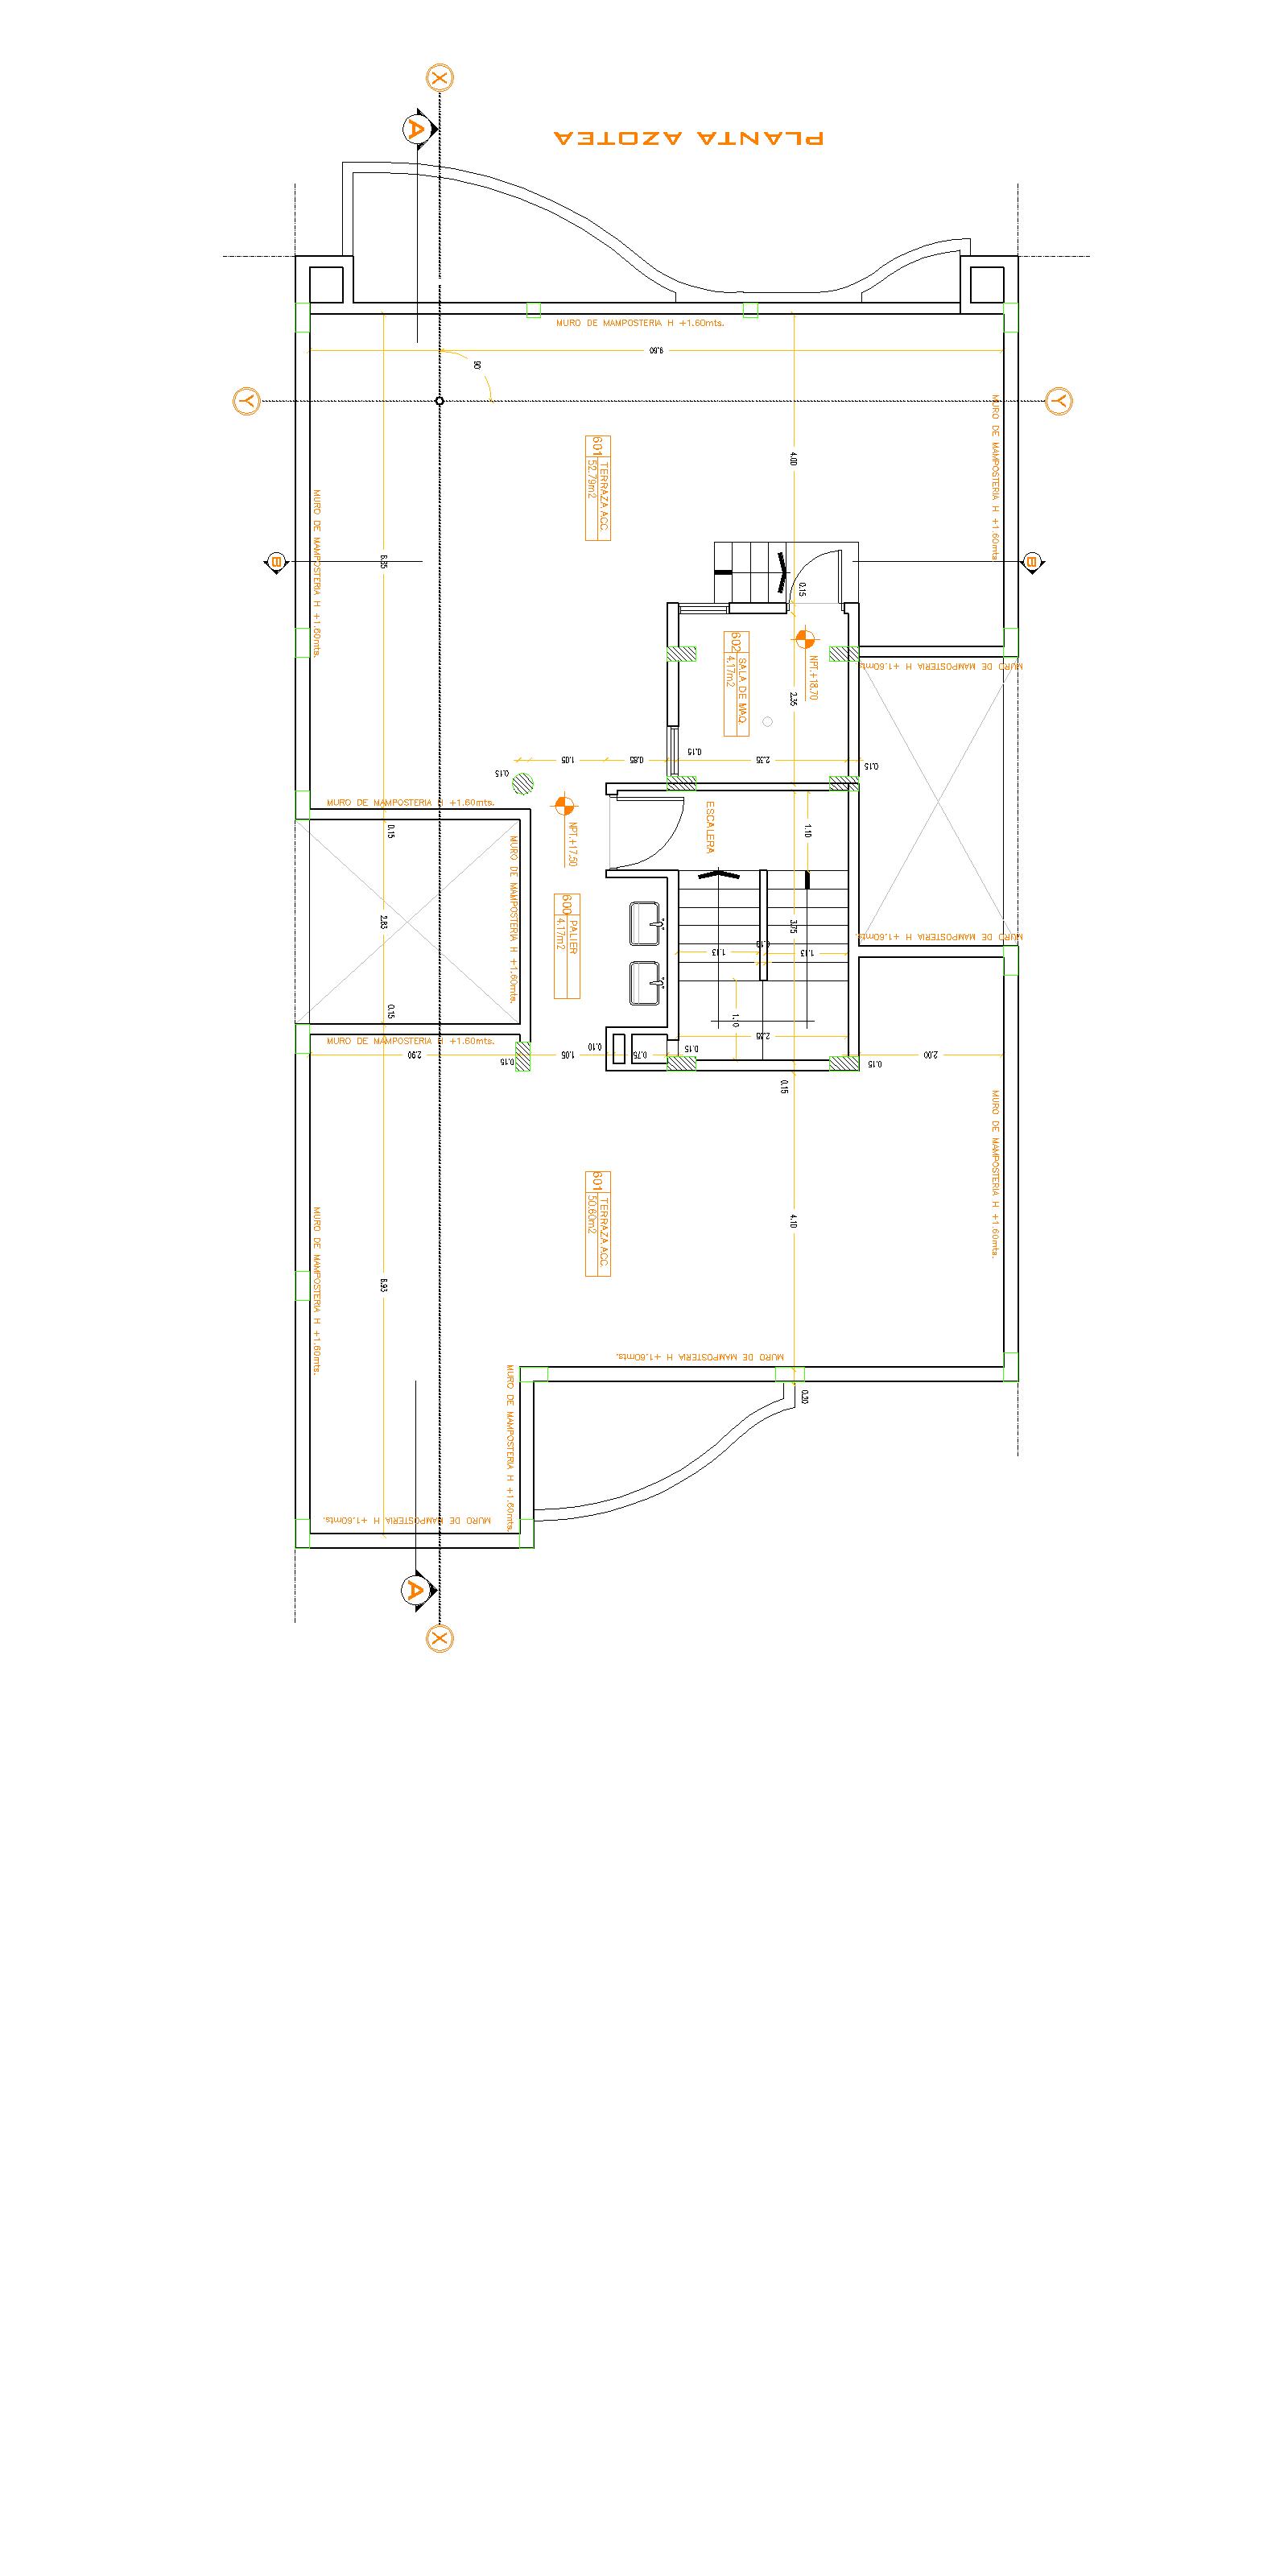 X
A
PLANTA AZOTEA
MURO DE MAMPOSTERIA H +1.60mts.
9.60
90
Y
Y
MURO DE MAMPOSTERIA H +1.60mts.
4.00
601
TERRAZA ACC.
52.79m2
MURO DE MAMPOSTERIA H +1.60mts.
B
6.35
B
0.15
602
SALA DE MAQ.
4.17m2
NPT.+18.70
MURO DE MAMPOSTERIA H +1.60mts.
2.35
0.15
1.05
0.85
2.35
0.15
0.15
MURO DE MAMPOSTERIA H +1.60mts.
NPT.+17.50
ESCALERA
1.10
0.15
MURO DE MAMPOSTERIA H +1.60mts.
600
PALIER
4.17m2
2.83
3.75
MURO DE MAMPOSTERIA H +1.60mts.
1.13
0.10
1.13
0.15
1.10
MURO DE MAMPOSTERIA H +1.60mts.
2.90
0.15
1.05
0.10
0.75
0.15
2.35
0.15
2.00
0.15
MURO DE MAMPOSTERIA H +1.60mts.
601
TERRAZA ACC.
50.60m2
4.10
MURO DE MAMPOSTERIA H +1.60mts.
MURO DE MAMPOSTERIA H +1.60mts.
0.20
MURO DE MAMPOSTERIA H +1.60mts.
MURO DE MAMPOSTERIA H +1.60mts.
A
X